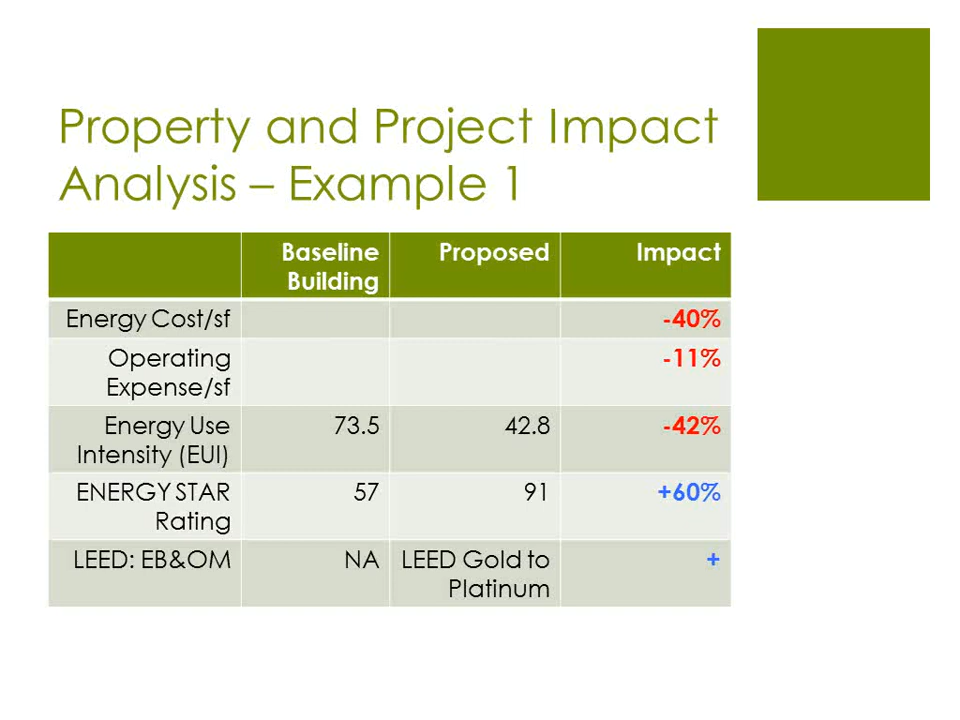 Property and Project Impact
Analysis – Example 1
Baseline Building Proposed Impact
Energy Cost/sf -40%
Operating Expense/sf -11%
Energy Use Intensity (EUI) 73.5 42.8 -42%
ENERGY STAR Rating 57 91 +60%
LEED: EB&OM NA LEED Gold to Platinum +